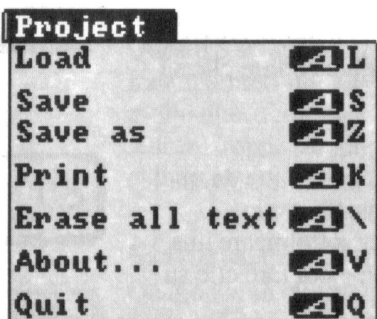 Project
Load A L
Save A S
Save as A Z
Print A K
Erase all text A \
About... A V
Quit A Q